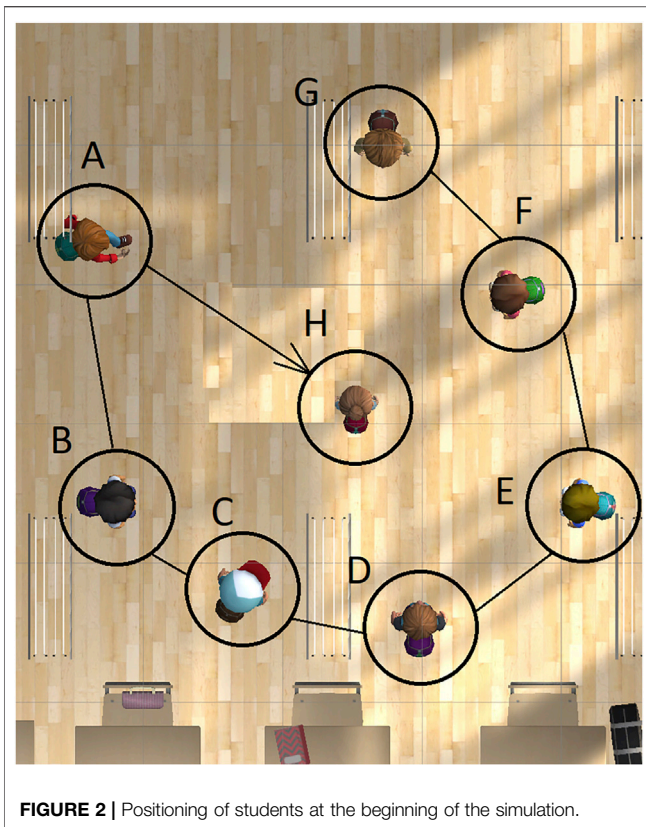 G
A
F
H
B
E
C
D
FIGURE 2 | Positioning of students at the beginning of the simulation.